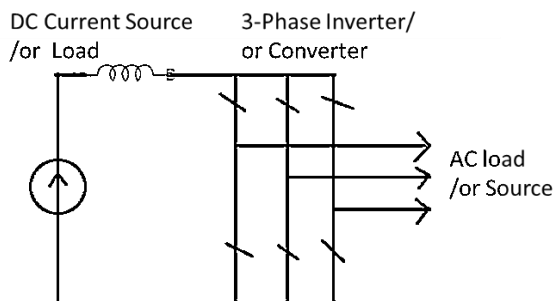 DC Current Source
/or Load
3-Phase Inverter/
or Converter
AC load
/or Source